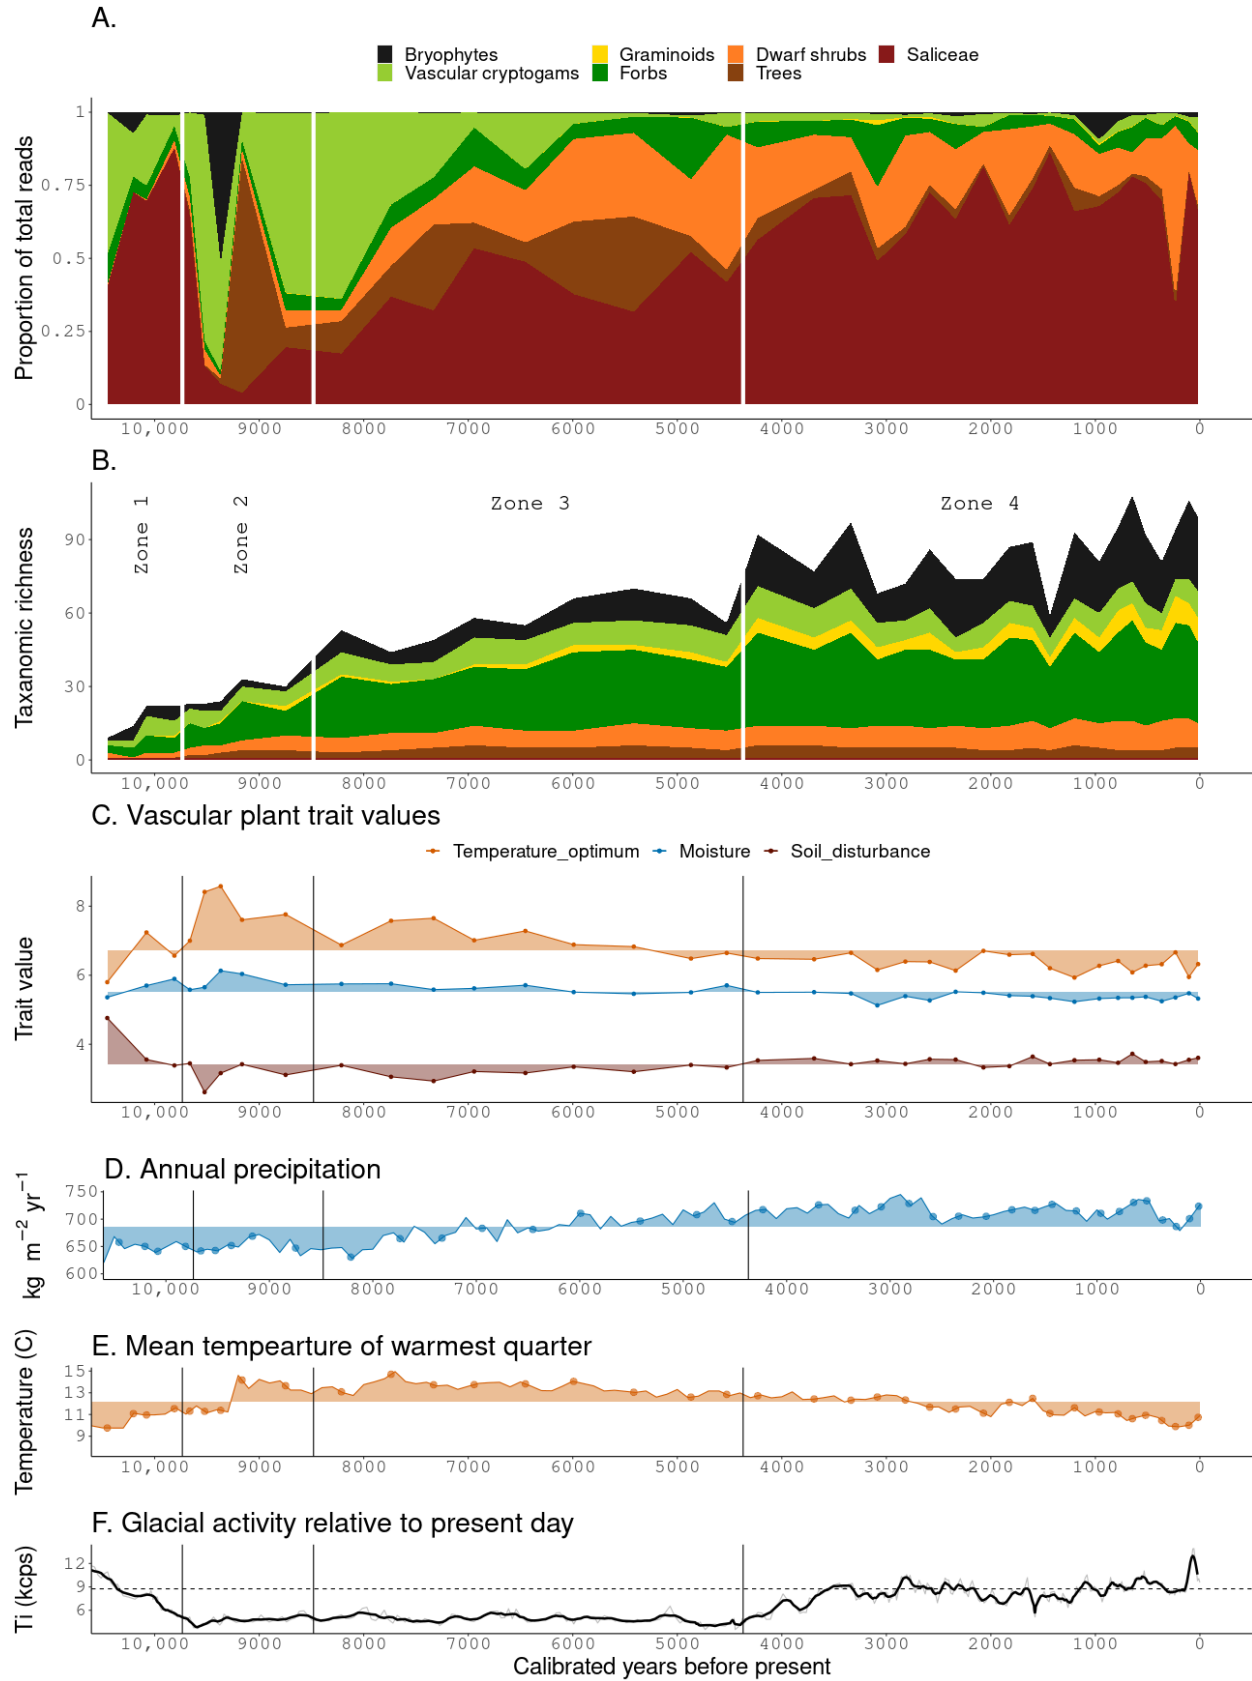 A.
Bryophytes Graminoids Dwarf shrubs Saliceae
Vascular cryptogams Forbs Trees
Proportion of total reads
1
0.75
0.5
0.25
0
10,000 9000 8000 7000 6000 5000 4000 3000 2000 1000 0
B.
Zone 1 Zone 2 Zone 3 Zone 4
Taxanomic richness
90
60
30
0
10,000 9000 8000 7000 6000 5000 4000 3000 2000 1000 0
C. Vascular plant trait values
Temperature_optimum Moisture Soil_disturbance
Trait value
8
6
4
10,000 9000 8000 7000 6000 5000 4000 3000 2000 1000 0
D. Annual precipitation
kg m−2 yr−1
750
700
650
600
10,000 9000 8000 7000 6000 5000 4000 3000 2000 1000 0
E. Mean tempearture of warmest quarter
Temperature (C)
15
13
11
9
10,000 9000 8000 7000 6000 5000 4000 3000 2000 1000 0
F. Glacial activity relative to present day
Ti (kcps)
12
9
6
10,000 9000 8000 7000 6000 5000 4000 3000 2000 1000 0
Calibrated years before present